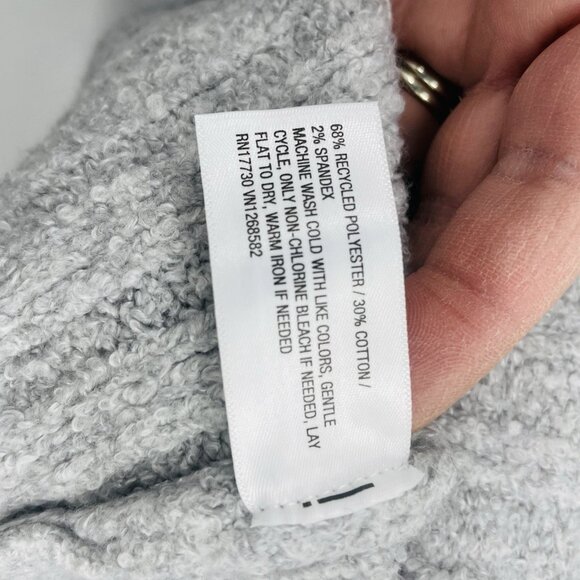 68% RECYCLED POLYESTER / 30% COTTON /
2% SPANDEX
MACHINE WASH COLD WITH LIKE COLORS, GENTLE
CYCLE, ONLY NON-CHLORINE BLEACH IF NEEDED, LAY
FLAT TO DRY, WARM IRON IF NEEDED
RN17730 VN1268582